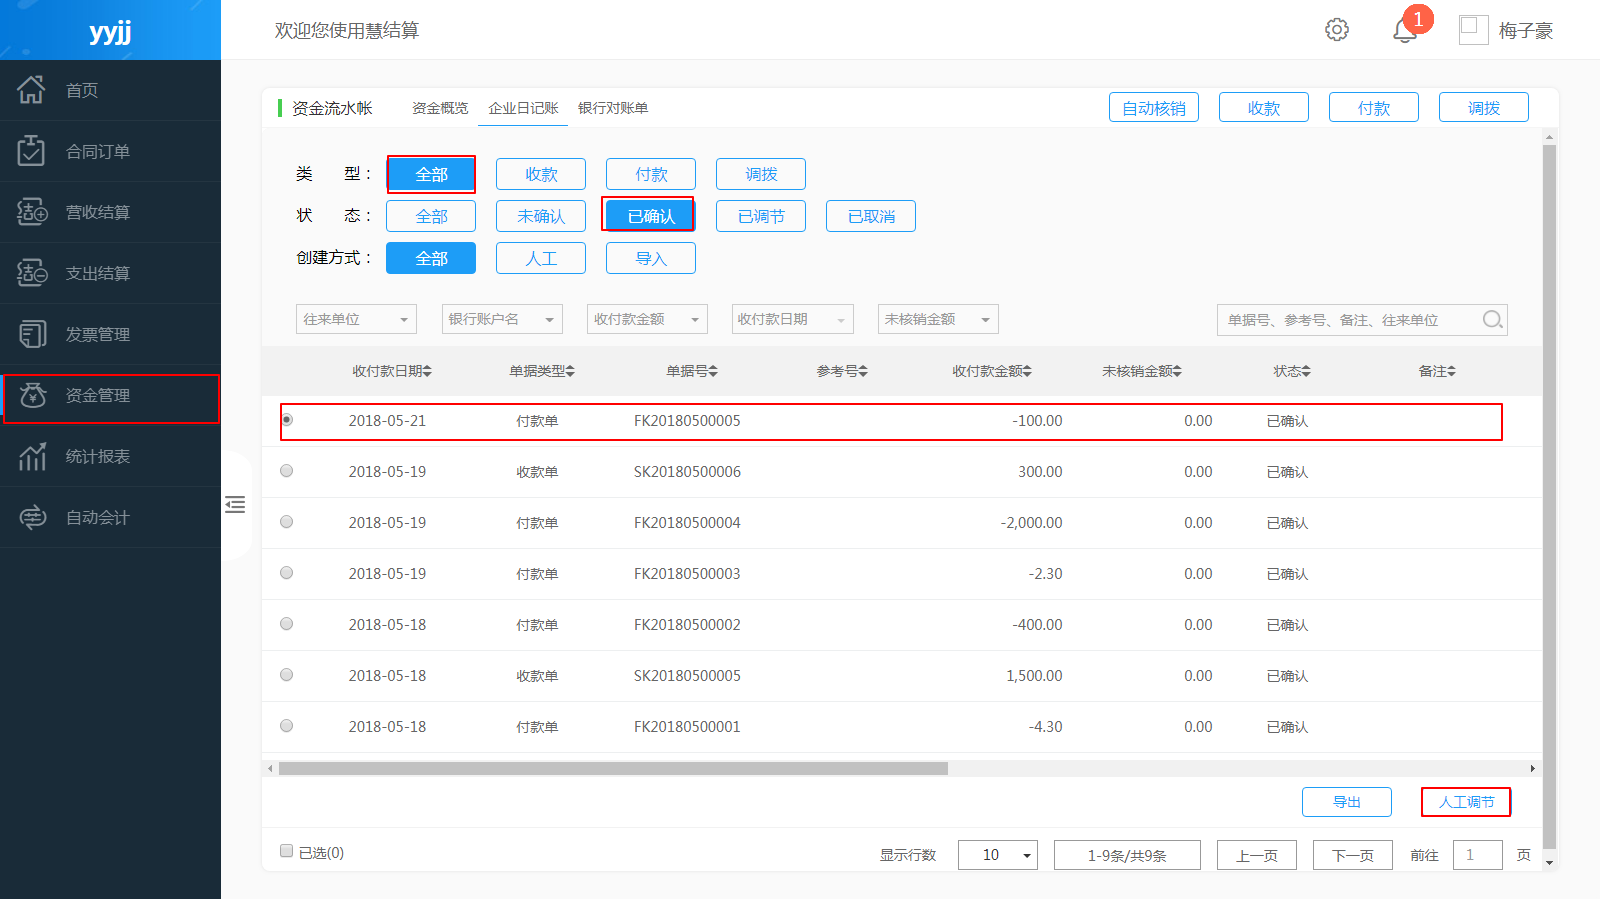 yyjj
欢迎您使用慧结算
1
梅子豪
首页
合同订单
营收结算
支出结算
发票管理
资金管理
统计报表
自动会计
资金流水帐 资金概览 企业日记账 银行对账单 自动核销 收款 付款 调拨
类 型： 全部 收款 付款 调拨
状 态： 全部 未确认 已确认 已调节 已取消
创建方式： 全部 人工 导入
往来单位 银行账户名 收付款金额 收付款日期 未核销金额 单据号、参考号、备注、往来单位
收付款日期 单据类型 单据号 参考号 收付款金额 未核销金额 状态 备注
2018-05-21 付款单 FK20180500005 -100.00 0.00 已确认
2018-05-19 收款单 SK20180500006 300.00 0.00 已确认
2018-05-19 付款单 FK20180500004 -2,000.00 0.00 已确认
2018-05-19 付款单 FK20180500003 -2.30 0.00 已确认
2018-05-18 付款单 FK20180500002 -400.00 0.00 已确认
2018-05-18 收款单 SK20180500005 1,500.00 0.00 已确认
2018-05-18 付款单 FK20180500001 -4.30 0.00 已确认
导出 人工调节
已选(0) 显示行数 10 1-9条/共9条 上一页 下一页 前往 1 页